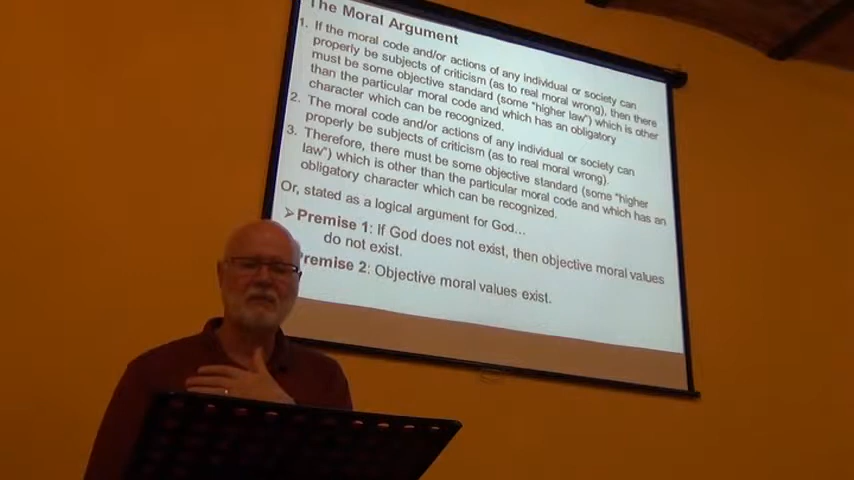 The Moral Argument
1. If the moral code and/or actions of any individual or society can
properly be subjects of criticism (as to real moral wrong), then there
must be some objective standard (some "higher law") which is other
than the particular moral code and which has an obligatory
character which can be recognized.
2. The moral code and/or actions of any individual or society can
properly be subjects of criticism (as to real moral wrong).
3. Therefore, there must be some objective standard (some "higher
law") which is other than the particular moral code and which has an
obligatory character which can be recognized.
Or, stated as a logical argument for God...
➢Premise 1: If God does not exist, then objective moral values
do not exist.
Premise 2: Objective moral values exist.